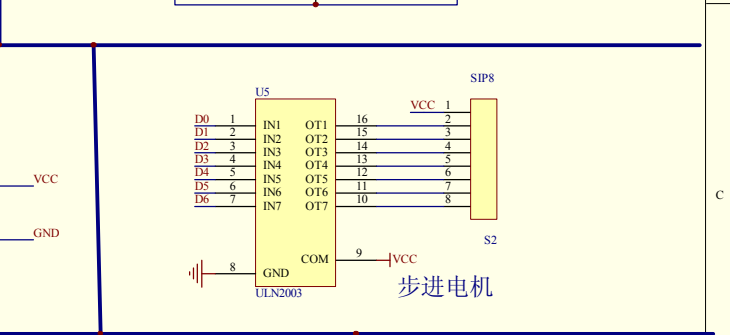 SIP8
U5
VCC 1
D0 1 IN1 OT1 16 2
D1 2 IN2 OT2 15 3
D2 3 IN3 OT3 14 4
D3 4 IN4 OT4 13 5
D4 5 IN5 OT5 12 6
D5 6 IN6 OT6 11 7
D6 7 IN7 OT7 10 8
VCC
C
GND
S2
COM 9 VCC
8 GND
步进电机
ULN2003